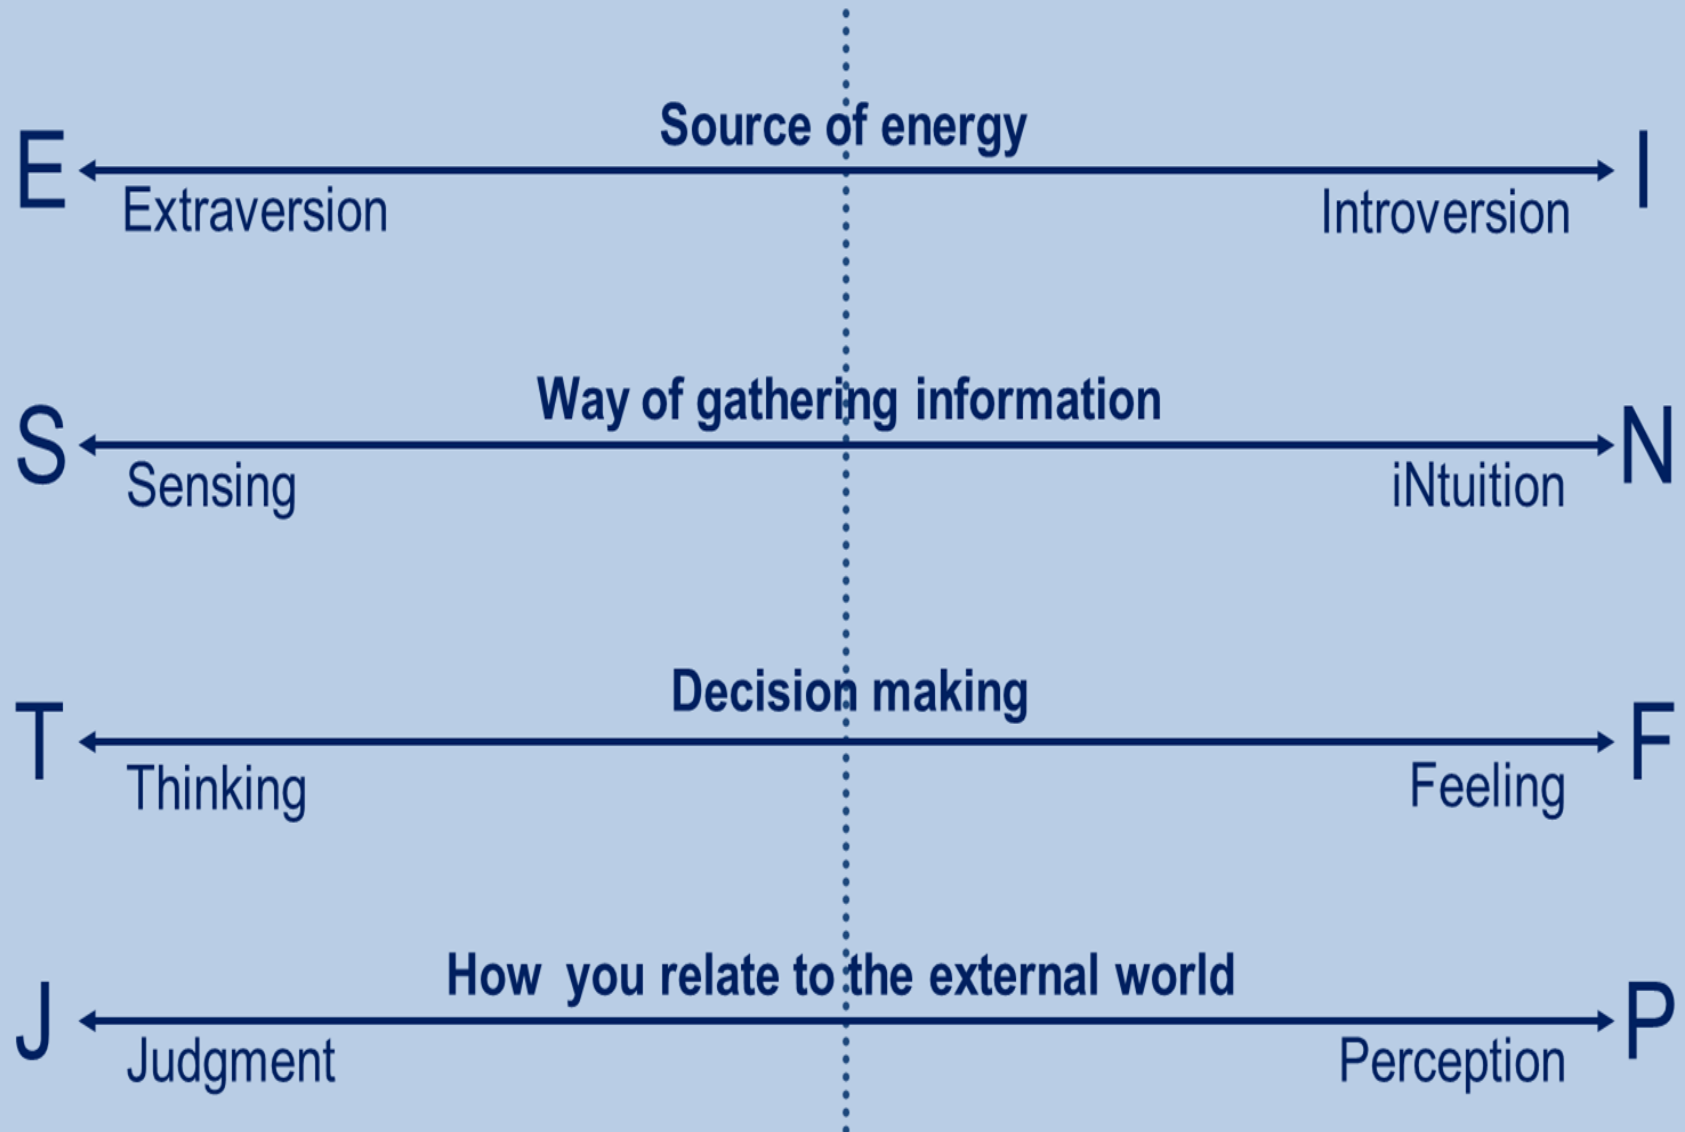 Source of energy
E I
Extraversion Introversion
Way of gathering information
S N
Sensing iNtuition
Decision making
T F
Thinking Feeling
How you relate to the external world
J P
Judgment Perception